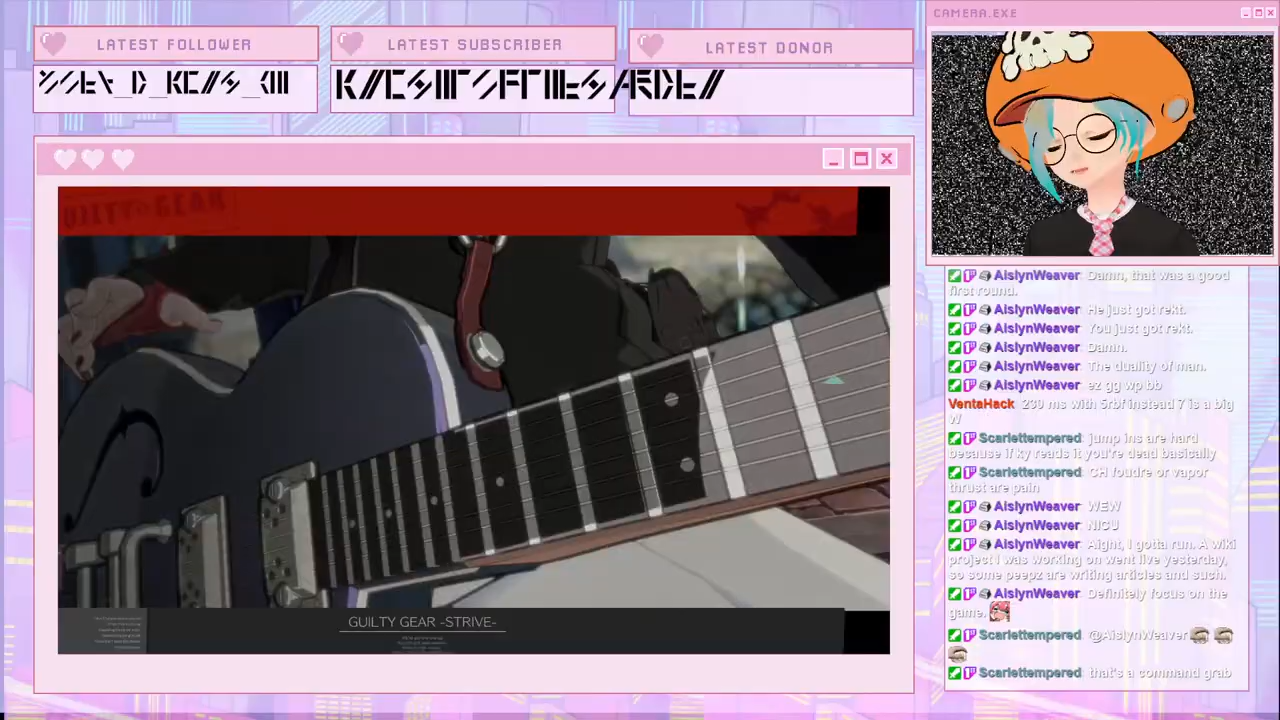 LATEST FOLLOWER
LATEST SUBSCRIBER
LATEST DONOR
CAMERA.EXE
GUILTY GEAR
GUILTY GEAR -STRIVE-
AislynWeaver: Damn, that was a good
first round.
AislynWeaver: He just got rekt.
AislynWeaver: You just got rekt.
AislynWeaver: Damn.
AislynWeaver: The duality of man.
AislynWeaver: ez gg wp bb
VentaHack: 230 ms with 5rbf instead 7 is a big
W
Scarlettempered: jump ins are hard
because if ky reads it you're dead basically
Scarlettempered: CH foudre or vapor
thrust are pain
AislynWeaver: WEW
AislynWeaver: NICU
AislynWeaver: Aight, I gotta run. A wiki
project I was working on went live yesterday,
so some peepz are writing articles and such.
AislynWeaver: Definitely focus on the
game.
Scarlettempered: @AislynWeaver
Scarlettempered: that's a command grab